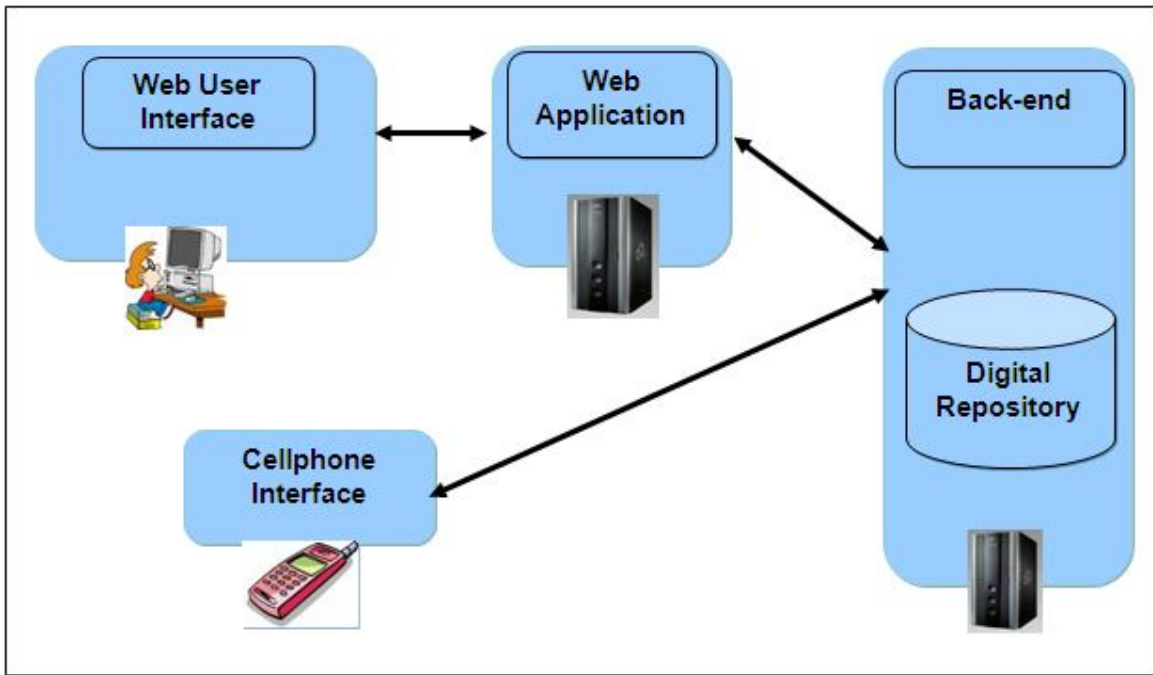 Web User
Interface
Web
Application
Back-end
Digital
Repository
Cellphone
Interface